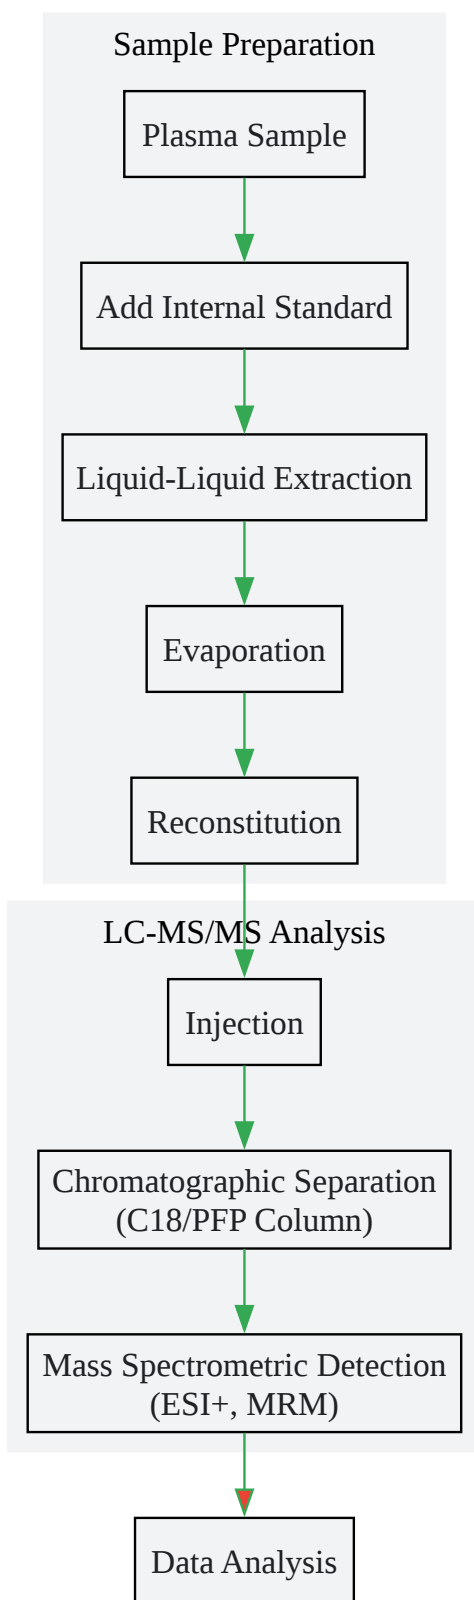 Sample Preparation
Plasma Sample
Add Internal Standard
Liquid-Liquid Extraction
Evaporation
Reconstitution
LC-MS/MS Analysis
Injection
Chromatographic Separation
(C18/PFP Column)
Mass Spectrometric Detection
(ESI+, MRM)
Data Analysis